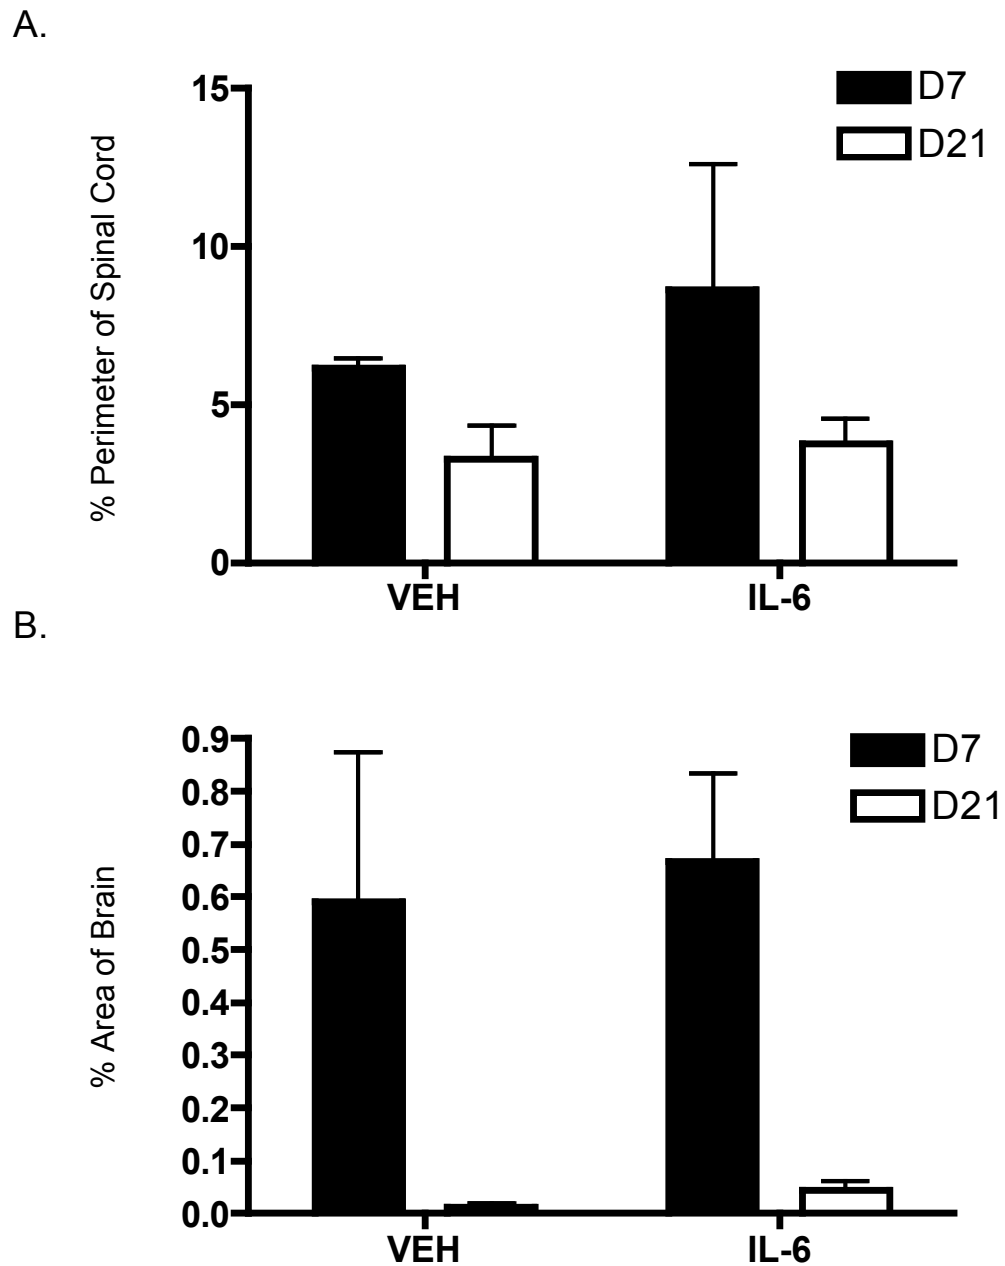 A.
% Perimeter of Spinal Cord
15
10
5
0
VEH
IL-6
D7
D21
B.
% Area of Brain
0.9
0.8
0.7
0.6
0.5
0.4
0.3
0.2
0.1
0.0
VEH
IL-6
D7
D21